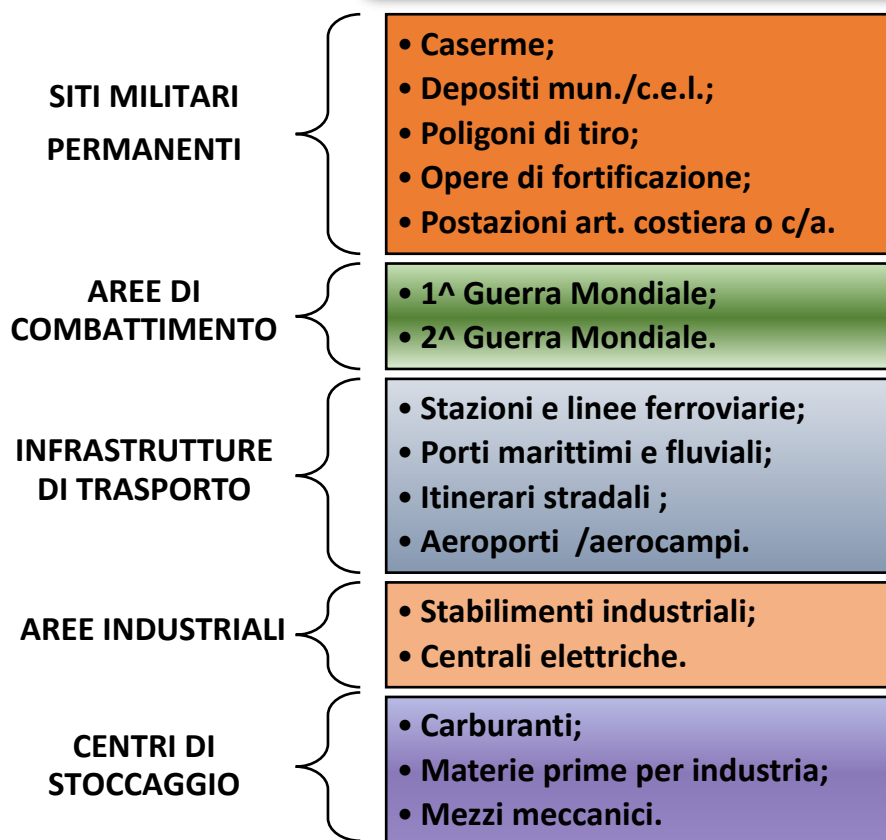 SITI MILITARI
PERMANENTI
• Caserme;
• Depositi mun./c.e.l.;
• Poligoni di tiro;
• Opere di fortificazione;
• Postazioni art. costiera o c/a.
AREE DI
COMBATTIMENTO
• 1^ Guerra Mondiale;
• 2^ Guerra Mondiale.
INFRASTRUTTURE
DI TRASPORTO
• Stazioni e linee ferroviarie;
• Porti marittimi e fluviali;
• Itinerari stradali ;
• Aeroporti /aerocampi.
AREE INDUSTRIALI
• Stabilimenti industriali;
• Centrali elettriche.
CENTRI DI
STOCCAGGIO
• Carburanti;
• Materie prime per industria;
• Mezzi meccanici.